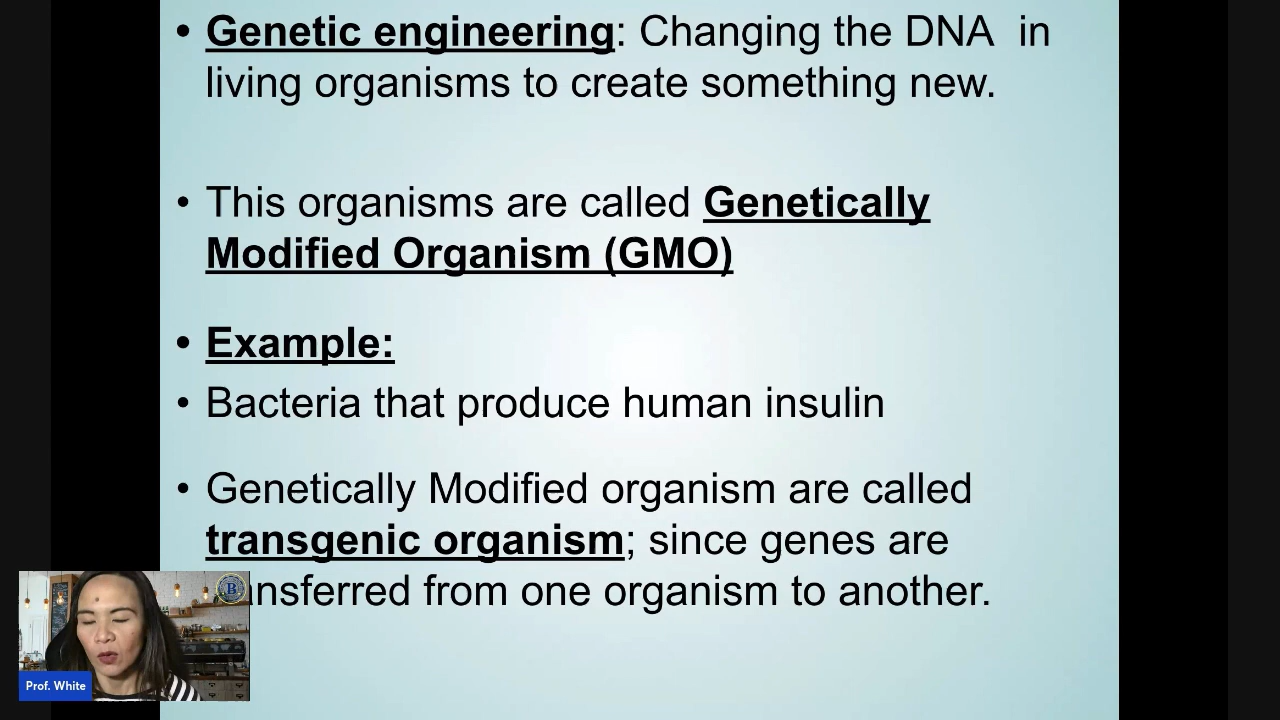 • Genetic engineering: Changing the DNA in
living organisms to create something new.
• This organisms are called Genetically
Modified Organism (GMO)
• Example:
• Bacteria that produce human insulin
• Genetically Modified organism are called
transgenic organism; since genes are
ansferred from one organism to another.
B
Prof. White